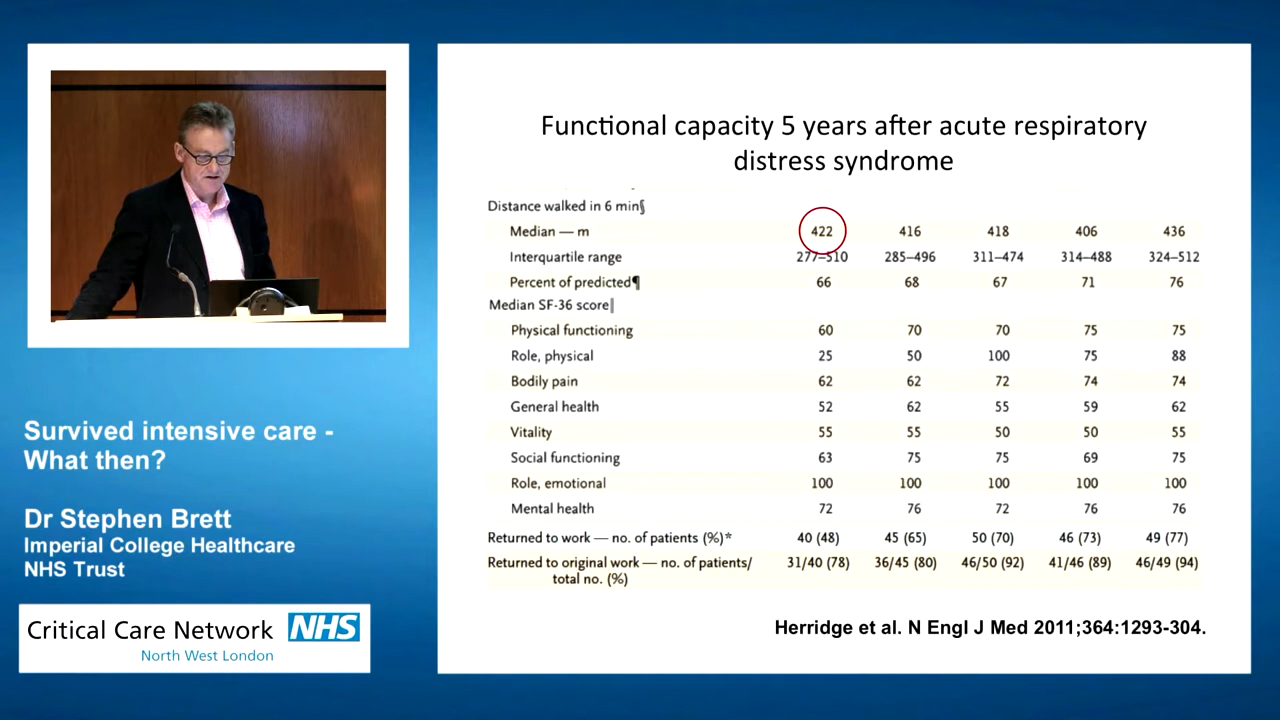 Functional capacity 5 years after acute respiratory
distress syndrome
Distance walked in 6 min§
Median — m 422 416 418 406 436
Interquartile range 277–510 285–496 311–474 314–488 324–512
Percent of predicted¶ 66 68 67 71 76
Median SF-36 score‖
Physical functioning 60 70 70 75 75
Role, physical 25 50 100 75 88
Bodily pain 62 62 72 74 74
General health 52 62 55 59 62
Vitality 55 55 50 50 55
Social functioning 63 75 75 69 75
Role, emotional 100 100 100 100 100
Mental health 72 76 72 76 76
Returned to work — no. of patients (%)* 40 (48) 45 (65) 50 (70) 46 (73) 49 (77)
Returned to original work — no. of patients/ 31/40 (78) 36/45 (80) 46/50 (92) 41/46 (89) 46/49 (94)
total no. (%)
Herridge et al. N Engl J Med 2011;364:1293-304.
Survived intensive care -
What then?
Dr Stephen Brett
Imperial College Healthcare
NHS Trust
Critical Care Network NHS
North West London